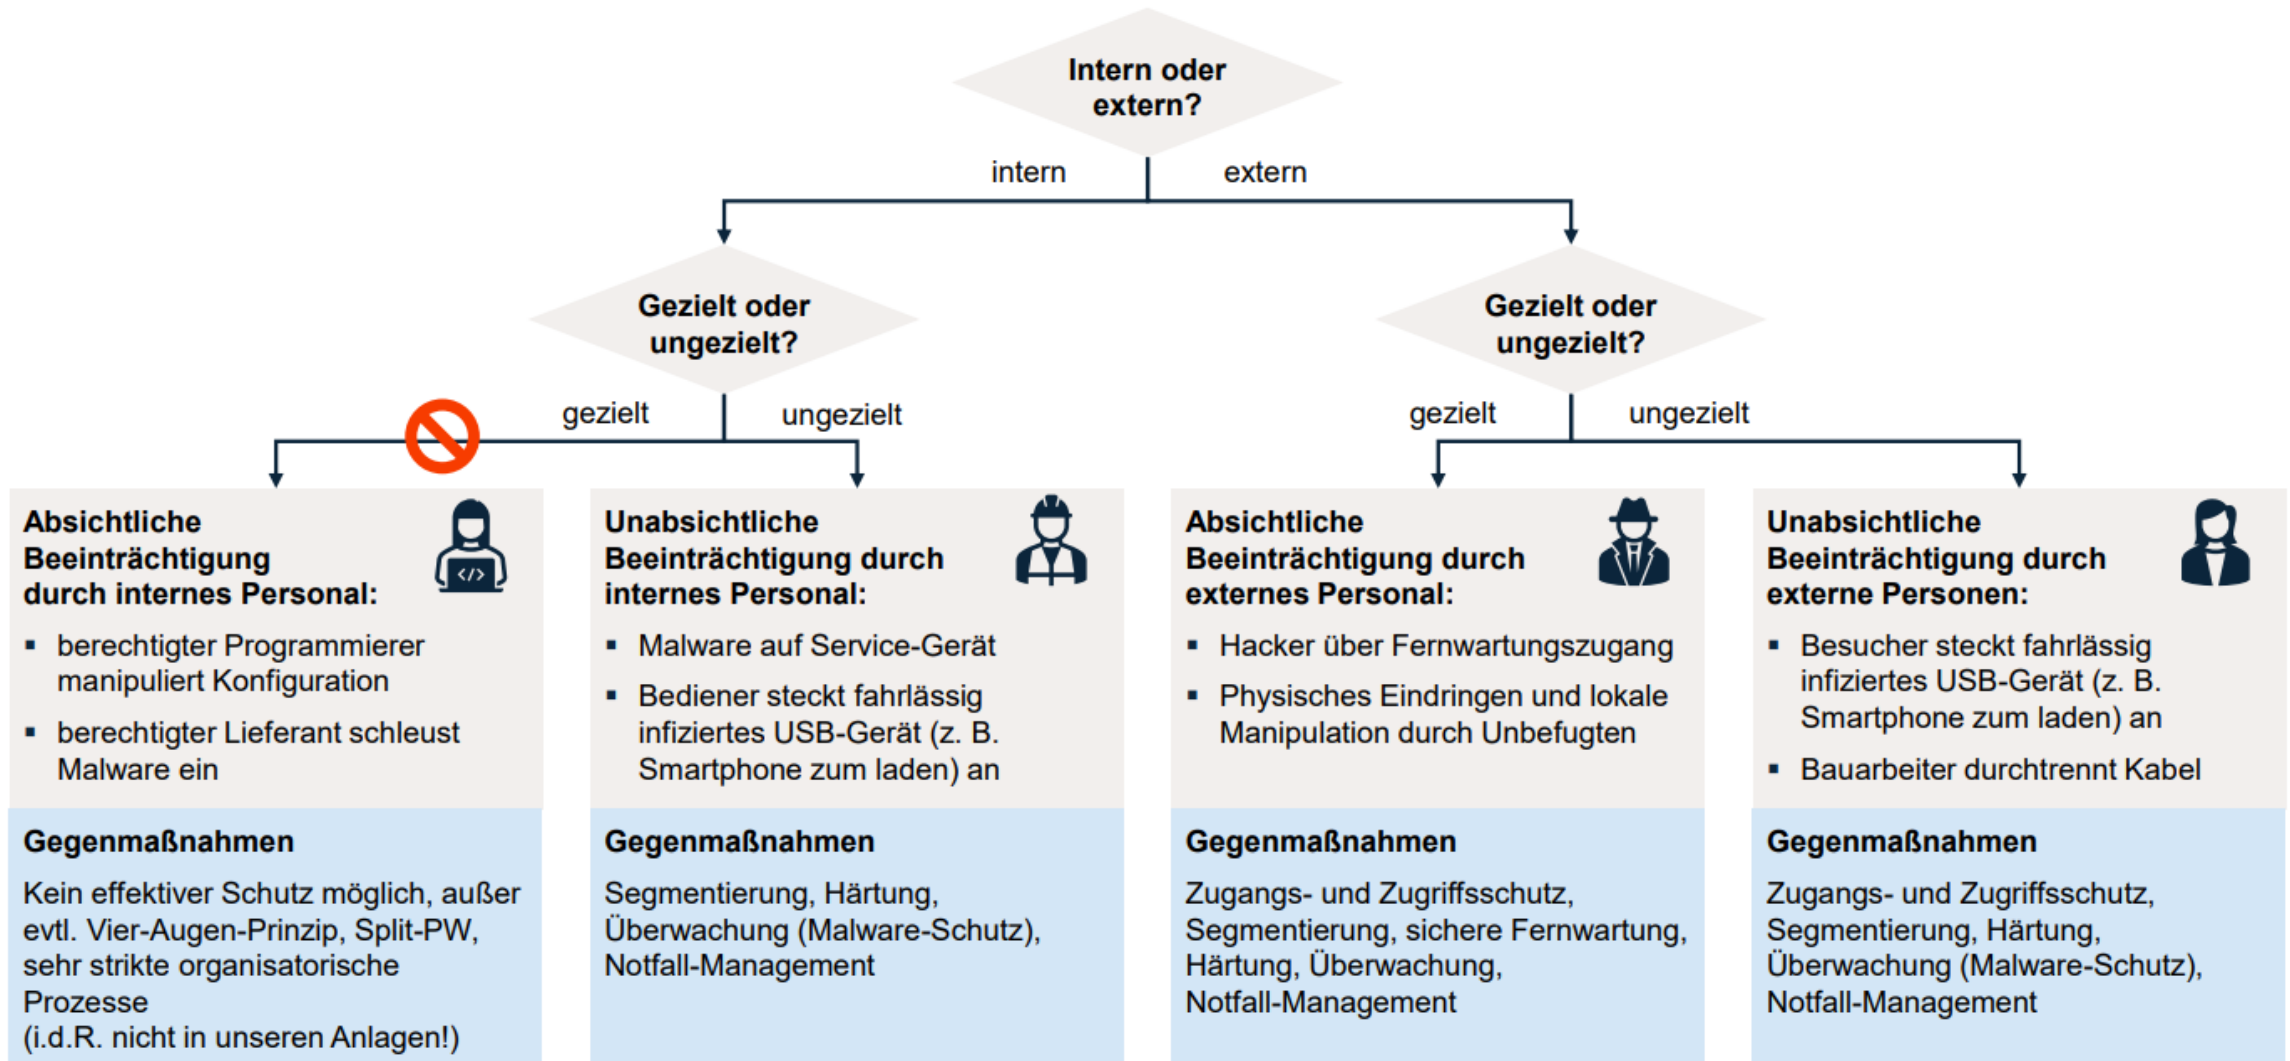 Intern oder
extern?
intern
extern
Gezielt oder
ungezielt?
Gezielt oder
ungezielt?
gezielt
ungezielt
gezielt
ungezielt
Absichtliche
Beeinträchtigung
durch internes Personal:
▪ berechtigter Programmierer
manipuliert Konfiguration
▪ berechtigter Lieferant schleust
Malware ein
Gegenmaßnahmen
Kein effektiver Schutz möglich, außer
evtl. Vier-Augen-Prinzip, Split-PW,
sehr strikte organisatorische
Prozesse
(i.d.R. nicht in unseren Anlagen!)
Unabsichtliche
Beeinträchtigung durch
internes Personal:
▪ Malware auf Service-Gerät
▪ Bediener steckt fahrlässig
infiziertes USB-Gerät (z. B.
Smartphone zum laden) an
Gegenmaßnahmen
Segmentierung, Härtung,
Überwachung (Malware-Schutz),
Notfall-Management
Absichtliche
Beeinträchtigung durch
externes Personal:
▪ Hacker über Fernwartungszugang
▪ Physisches Eindringen und lokale
Manipulation durch Unbefugten
Gegenmaßnahmen
Zugangs- und Zugriffsschutz,
Segmentierung, sichere Fernwartung,
Härtung, Überwachung,
Notfall-Management
Unabsichtliche
Beeinträchtigung durch
externe Personen:
▪ Besucher steckt fahrlässig
infiziertes USB-Gerät (z. B.
Smartphone zum laden) an
▪ Bauarbeiter durchtrennt Kabel
Gegenmaßnahmen
Zugangs- und Zugriffsschutz,
Segmentierung, Härtung,
Überwachung (Malware-Schutz),
Notfall-Management